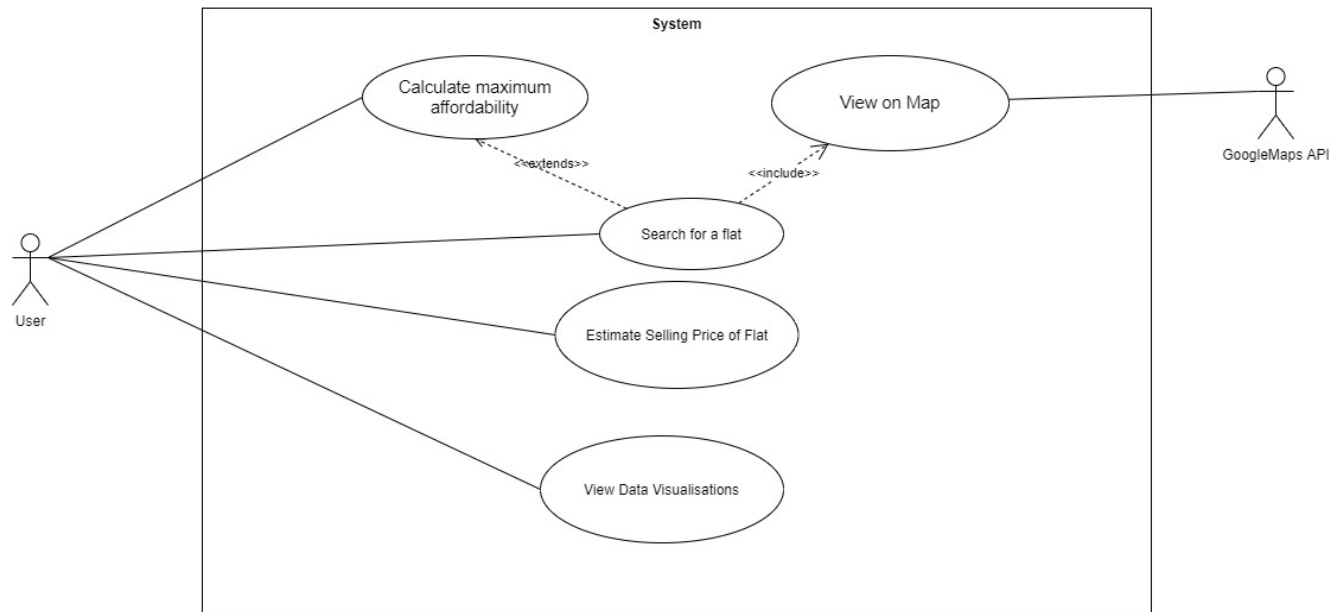 System
Calculate maximum
affordability
View on Map
GoogleMaps API
<<extends>>
<<include>>
Search for a flat
User
Estimate Selling Price of Flat
View Data Visualisations